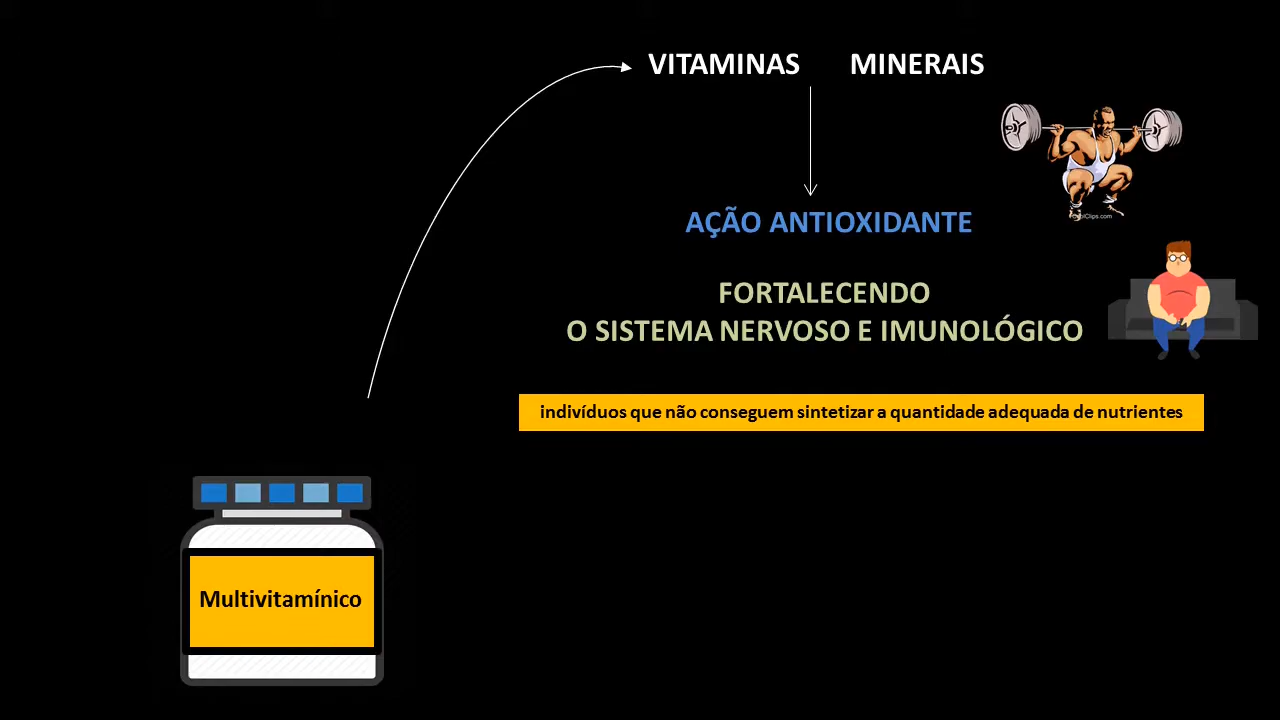 VITAMINAS MINERAIS
AÇÃO ANTIOXIDANTE
FORTALECENDO
O SISTEMA NERVOSO E IMUNOLÓGICO
indivíduos que não conseguem sintetizar a quantidade adequada de nutrientes
Multivitamínico